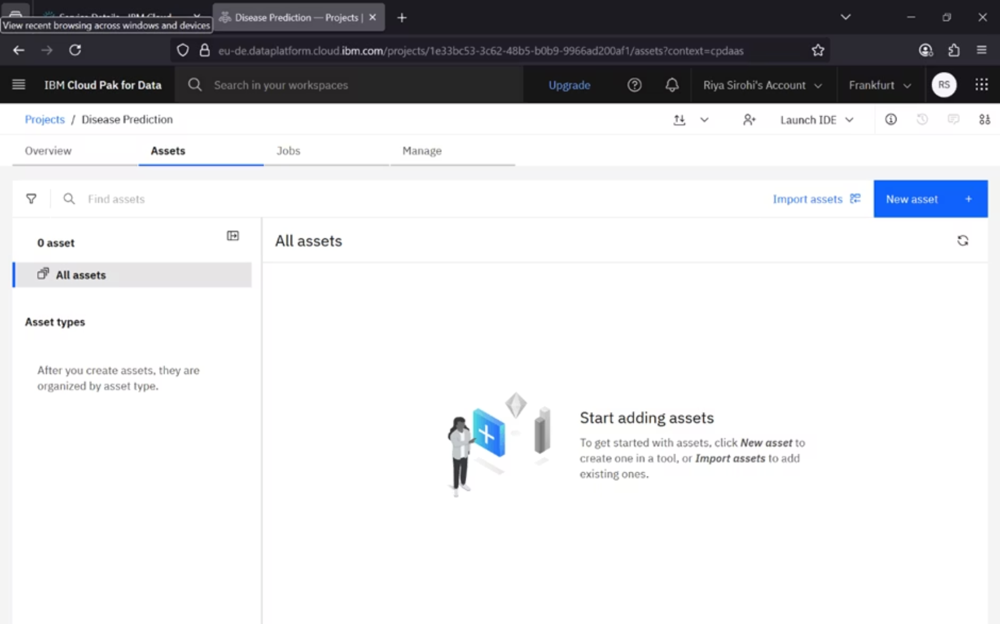 Service Details - IBM Cloud
View recent browsing across windows and devices
Disease Prediction — Projects |
eu-de.dataplatform.cloud.ibm.com/projects/1e33bc53-3c62-48b5-b0b9-9966ad200af1/assets?context=cpdaas
IBM Cloud Pak for Data
Search in your workspaces
Upgrade
Riya Sirohi's Account
Frankfurt
RS
Projects / Disease Prediction
Launch IDE
Overview
Assets
Jobs
Manage
Find assets
Import assets
New asset +
0 asset
All assets
All assets
Asset types
After you create assets, they are
organized by asset type.
Start adding assets
To get started with assets, click New asset to
create one in a tool, or Import assets to add
existing ones.